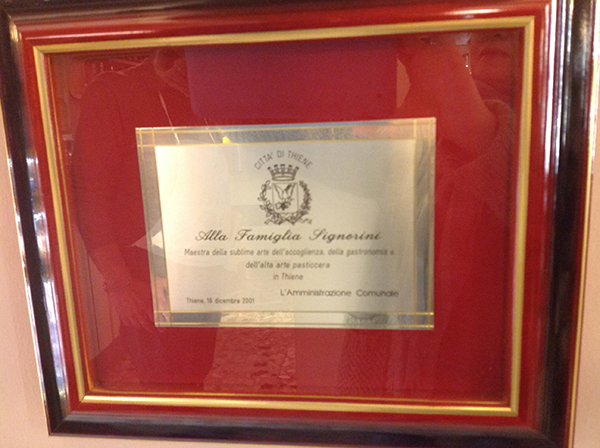 CITTA' DI THIENE
Alla Famiglia Signorini
Maestra della sublime arte dell'accoglienza, della gastronomia e
dell'alta arte pasticcera
in Thiene
L'Amministrazione Comunale
Thiene, 16 dicembre 2001